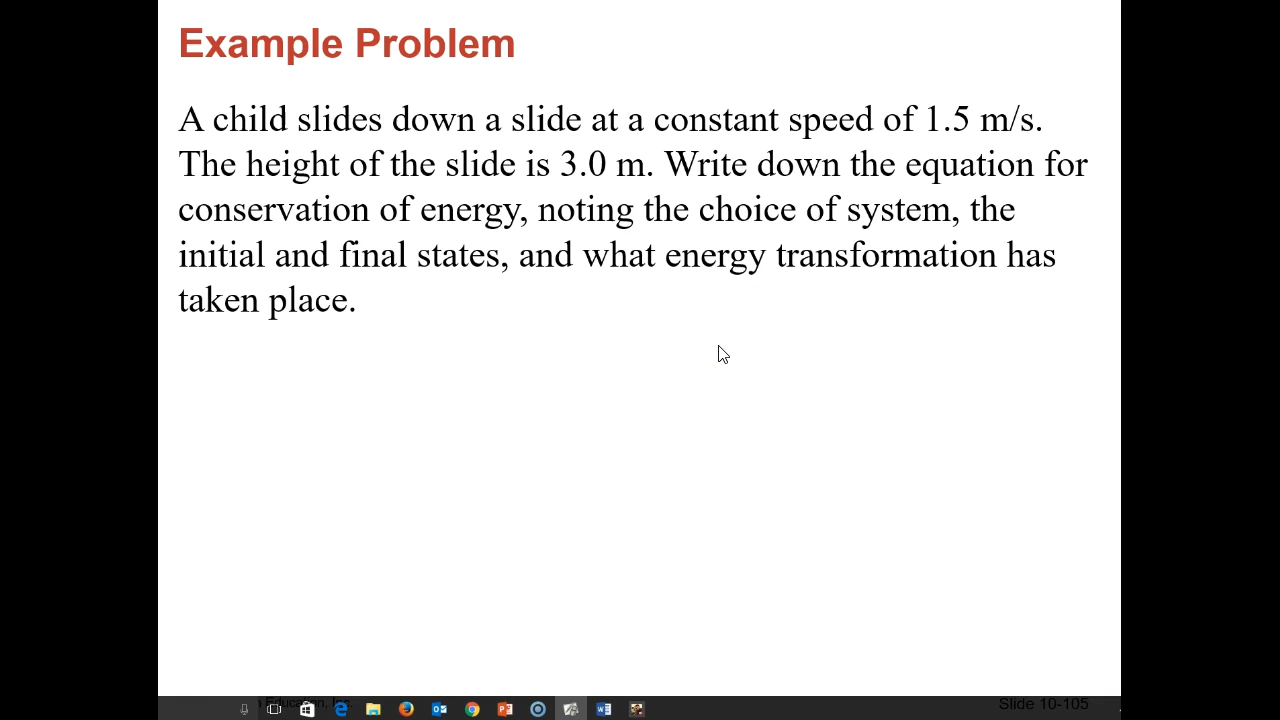 Example Problem
A child slides down a slide at a constant speed of 1.5 m/s.
The height of the slide is 3.0 m. Write down the equation for
conservation of energy, noting the choice of system, the
initial and final states, and what energy transformation has
taken place.
Slide 10-105